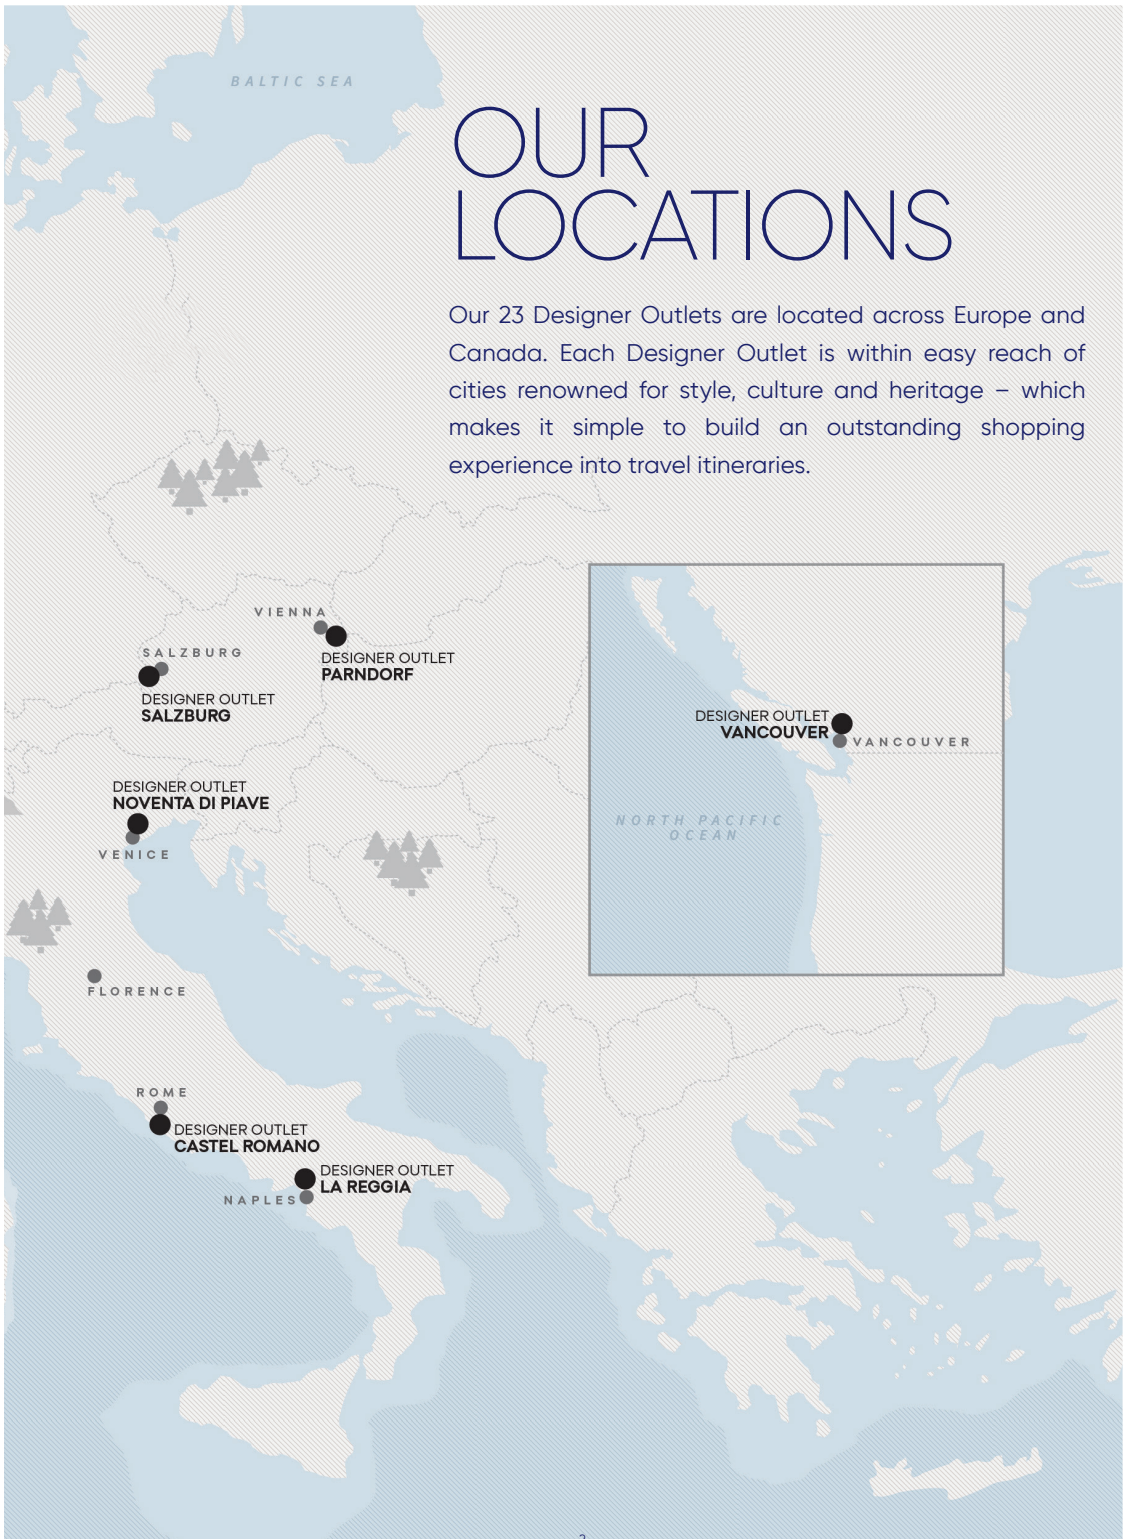 BALTIC SEA
OUR
LOCATIONS
Our 23 Designer Outlets are located across Europe and
Canada. Each Designer Outlet is within easy reach of
cities renowned for style, culture and heritage – which
makes it simple to build an outstanding shopping
experience into travel itineraries.
VIENNA
DESIGNER OUTLET
PARNDORF
SALZBURG
DESIGNER OUTLET
SALZBURG
DESIGNER OUTLET
VANCOUVER
VANCOUVER
DESIGNER OUTLET
NOVENTA DI PIAVE
VENICE
NORTH PACIFIC
OCEAN
FLORENCE
ROME
DESIGNER OUTLET
CASTEL ROMANO
DESIGNER OUTLET
LA REGGIA
NAPLES